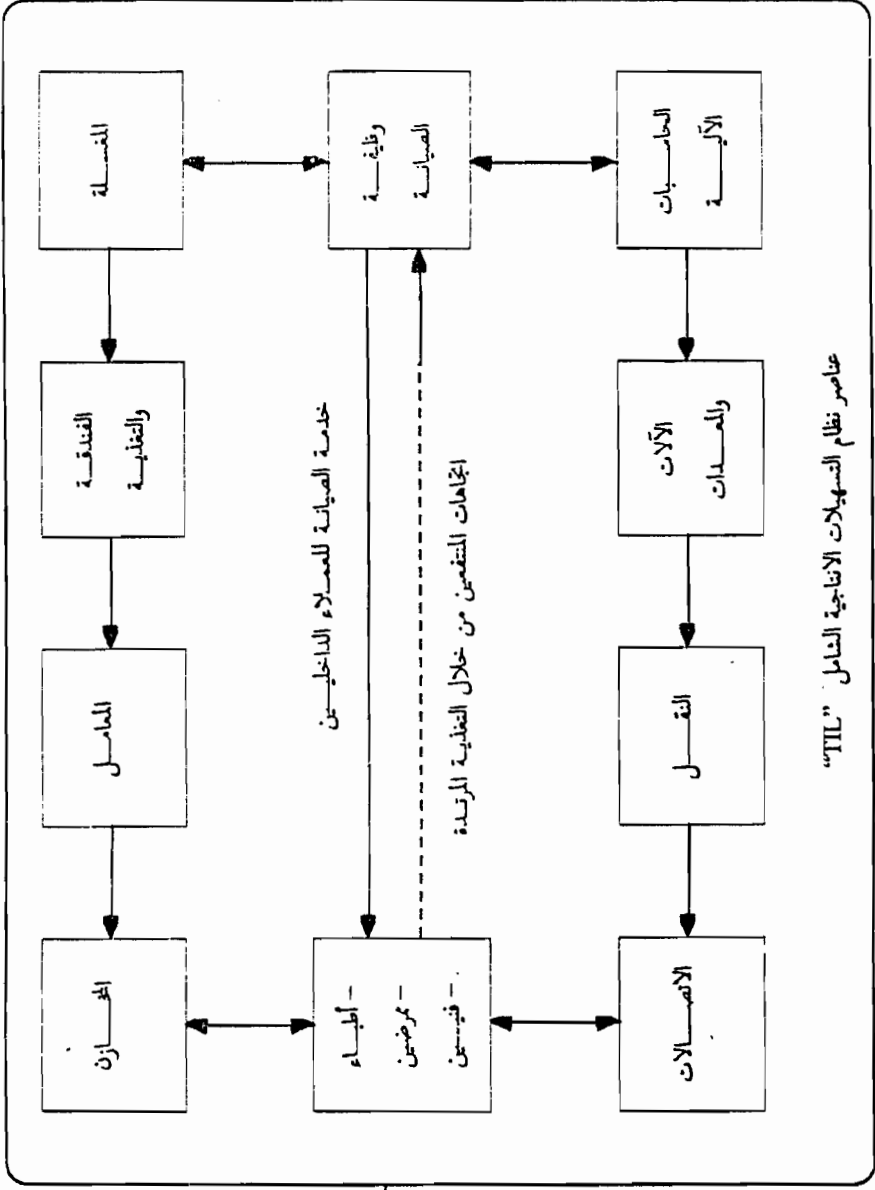 المغسلة
الفندقة
والتغذية
المعامل
المخازن
وظيفة
الصيانة
خدمة الصيانة للعملاء الداخليين
اتجاهات المنتفعين من خلال التغذية المرتدة
- أطباء
- ممرضين
- فنيين
الحاسبات
الآلية
الآلات
والمعدات
النقل
الاتصالات
عناصر نظام التسهيلات الانتاجية الشامل "TIL"